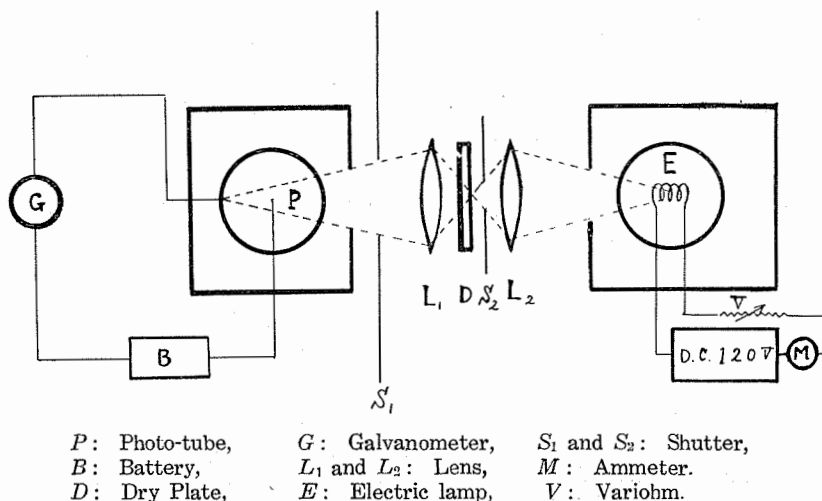 G
P
E
L₁ D S₂ L₂
V
B
D.C. 120 V
M
S₁
P: Photo-tube, G: Galvanometer, S₁ and S₂: Shutter,
B: Battery, L₁ and L₂: Lens, M: Ammeter.
D: Dry Plate, E: Electric lamp, V: Variohm.